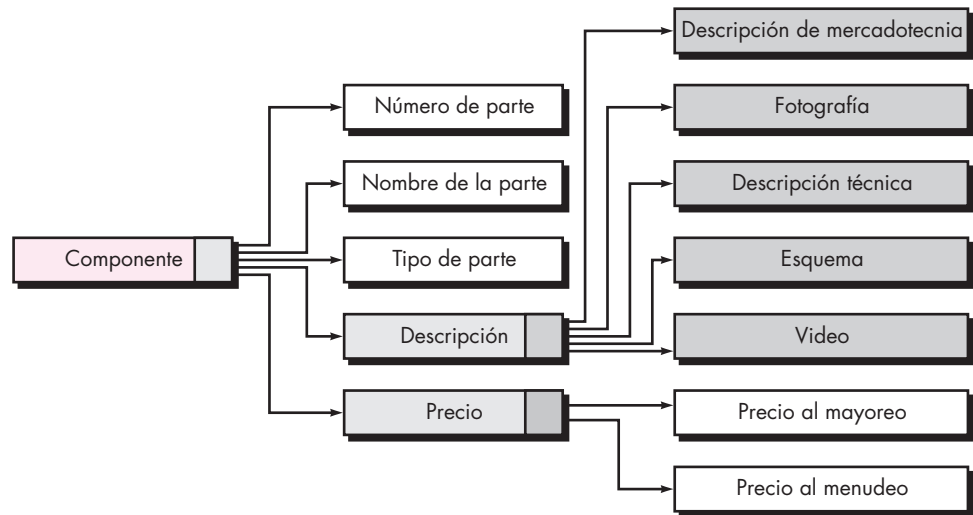 Componente
Número de parte
Nombre de la parte
Tipo de parte
Descripción
Precio
Descripción de mercadotecnia
Fotografía
Descripción técnica
Esquema
Video
Precio al mayoreo
Precio al menudeo